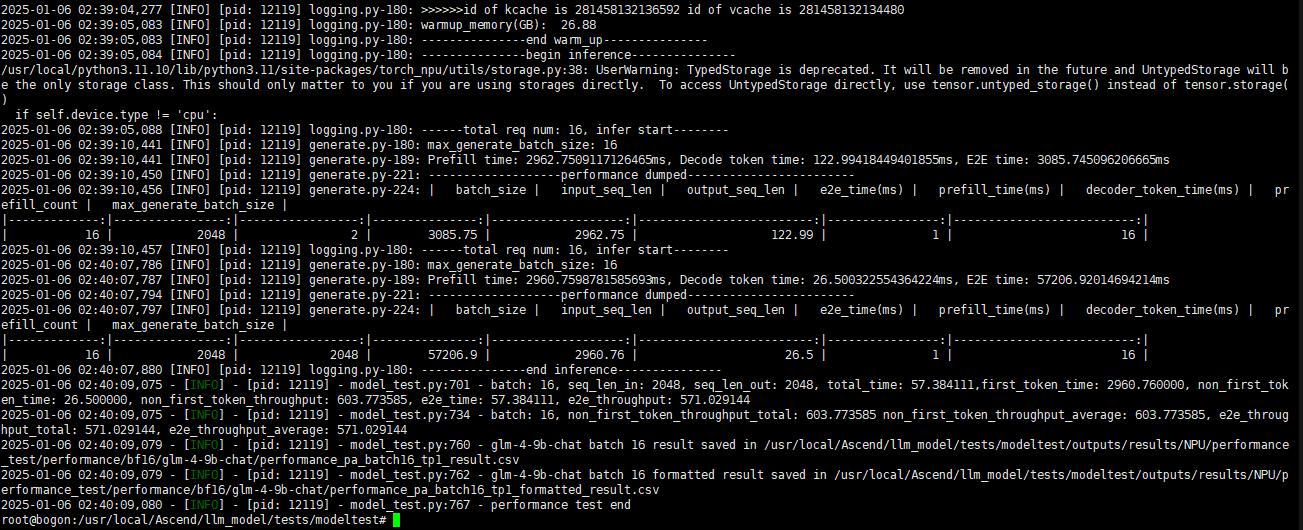 2025-01-06 02:39:04,277 [INFO] [pid: 12119] logging.py-180: >>>>>>id of kcache is 281458132136592 id of vcache is 281458132134480
2025-01-06 02:39:05,083 [INFO] [pid: 12119] logging.py-180: warmup_memory(GB):  26.88
2025-01-06 02:39:05,083 [INFO] [pid: 12119] logging.py-180: ---------------end warm_up---------------
2025-01-06 02:39:05,084 [INFO] [pid: 12119] logging.py-180: ---------------begin inference---------------
/usr/local/python3.11.10/lib/python3.11/site-packages/torch_npu/utils/storage.py:38: UserWarning: TypedStorage is deprecated. It will be removed in the future and UntypedStorage will b
e the only storage class. This should only matter to you if you are using storages directly.  To access UntypedStorage directly, use tensor.untyped_storage() instead of tensor.storage(
)
  if self.device.type != 'cpu':
2025-01-06 02:39:05,088 [INFO] [pid: 12119] logging.py-180: ------total req num: 16, infer start--------
2025-01-06 02:39:10,441 [INFO] [pid: 12119] generate.py-180: max_generate_batch_size: 16
2025-01-06 02:39:10,441 [INFO] [pid: 12119] generate.py-189: Prefill time: 2962.7509117126465ms, Decode token time: 122.99418449401855ms, E2E time: 3085.745096206665ms
2025-01-06 02:39:10,450 [INFO] [pid: 12119] generate.py-221: -------------------performance dumped------------------------
2025-01-06 02:39:10,456 [INFO] [pid: 12119] generate.py-224: |   batch_size |   input_seq_len |   output_seq_len |   e2e_time(ms) |   prefill_time(ms) |   decoder_token_time(ms) |   pr
efill_count |   max_generate_batch_size |
|-------------:|----------------:|-----------------:|---------------:|-------------------:|-------------------------:|----------------:|--------------------------:|
|           16 |            2048 |                2 |        3085.75 |            2962.75 |                   122.99 |               1 |                        16 |
2025-01-06 02:39:10,457 [INFO] [pid: 12119] logging.py-180: ------total req num: 16, infer start--------
2025-01-06 02:40:07,786 [INFO] [pid: 12119] generate.py-180: max_generate_batch_size: 16
2025-01-06 02:40:07,787 [INFO] [pid: 12119] generate.py-189: Prefill time: 2960.7598781585693ms, Decode token time: 26.500322554364224ms, E2E time: 57206.92014694214ms
2025-01-06 02:40:07,794 [INFO] [pid: 12119] generate.py-221: -------------------performance dumped------------------------
2025-01-06 02:40:07,797 [INFO] [pid: 12119] generate.py-224: |   batch_size |   input_seq_len |   output_seq_len |   e2e_time(ms) |   prefill_time(ms) |   decoder_token_time(ms) |   pr
efill_count |   max_generate_batch_size |
|-------------:|----------------:|-----------------:|---------------:|-------------------:|-------------------------:|----------------:|--------------------------:|
|           16 |            2048 |             2048 |        57206.9 |            2960.76 |                     26.5 |               1 |                        16 |
2025-01-06 02:40:07,880 [INFO] [pid: 12119] logging.py-180: ---------------end inference---------------
2025-01-06 02:40:09,075 - [INFO] - [pid: 12119] - model_test.py:701 - batch: 16, seq_len_in: 2048, seq_len_out: 2048, total_time: 57.384111,first_token_time: 2960.760000, non_first_tok
en_time: 26.500000, non_first_token_throughput: 603.773585, e2e_time: 57.384111, e2e_throughput: 571.029144
2025-01-06 02:40:09,075 - [INFO] - [pid: 12119] - model_test.py:734 - batch: 16, non_first_token_throughput_total: 603.773585 non_first_token_throughput_average: 603.773585, e2e_throug
hput_total: 571.029144, e2e_throughput_average: 571.029144
2025-01-06 02:40:09,079 - [INFO] - [pid: 12119] - model_test.py:760 - glm-4-9b-chat batch 16 result saved in /usr/local/Ascend/llm_model/tests/modeltest/outputs/results/NPU/performance
_test/performance/bf16/glm-4-9b-chat/performance_pa_batch16_tp1_result.csv
2025-01-06 02:40:09,079 - [INFO] - [pid: 12119] - model_test.py:762 - glm-4-9b-chat batch 16 formatted result saved in /usr/local/Ascend/llm_model/tests/modeltest/outputs/results/NPU/p
erformance_test/performance/bf16/glm-4-9b-chat/performance_pa_batch16_tp1_formatted_result.csv
2025-01-06 02:40:09,080 - [INFO] - [pid: 12119] - model_test.py:767 - performance test end
root@bogon:/usr/local/Ascend/llm_model/tests/modeltest#